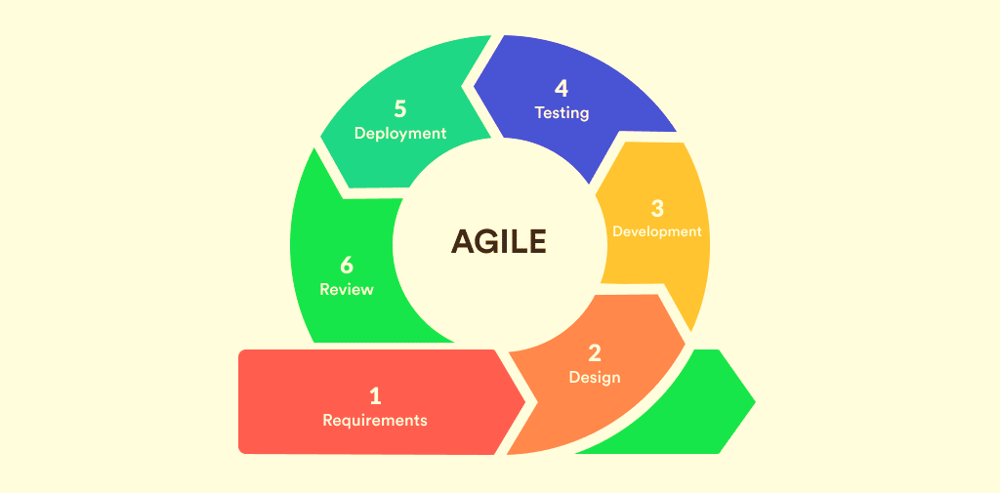 AGILE
1
Requirements
2
Design
3
Development
4
Testing
5
Deployment
6
Review